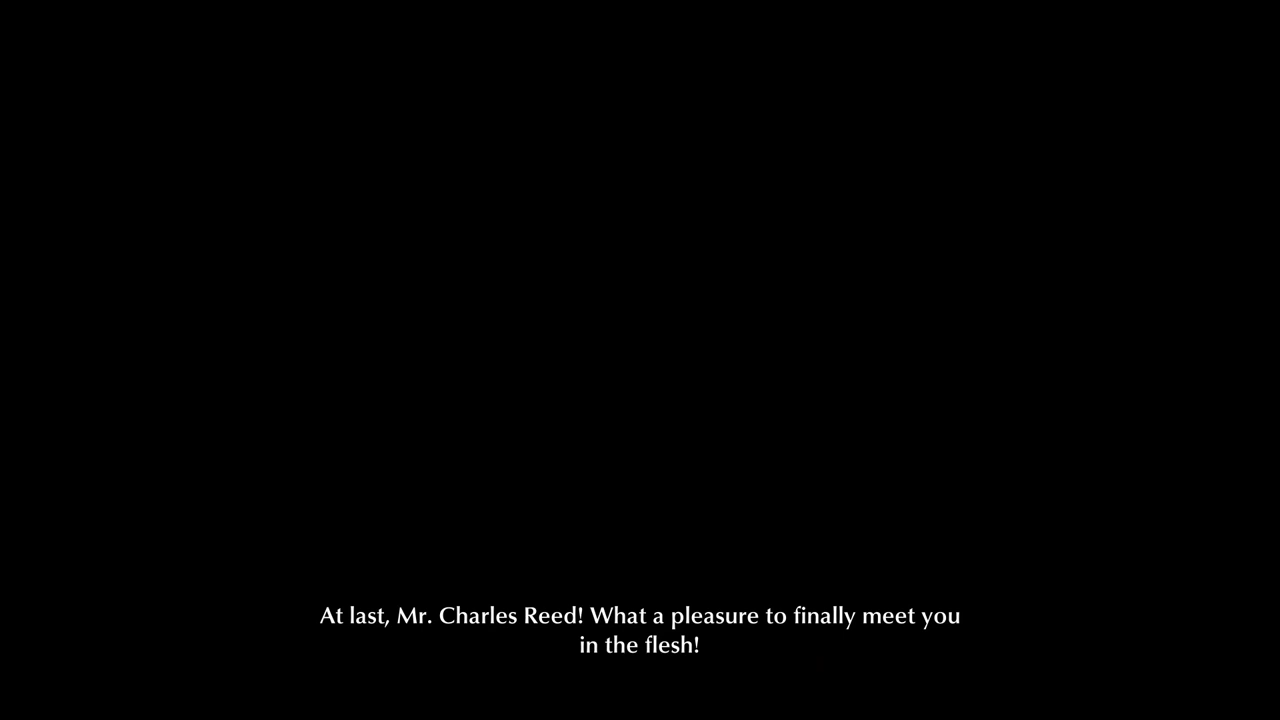 At last, Mr. Charles Reed! What a pleasure to finally meet you
in the flesh!